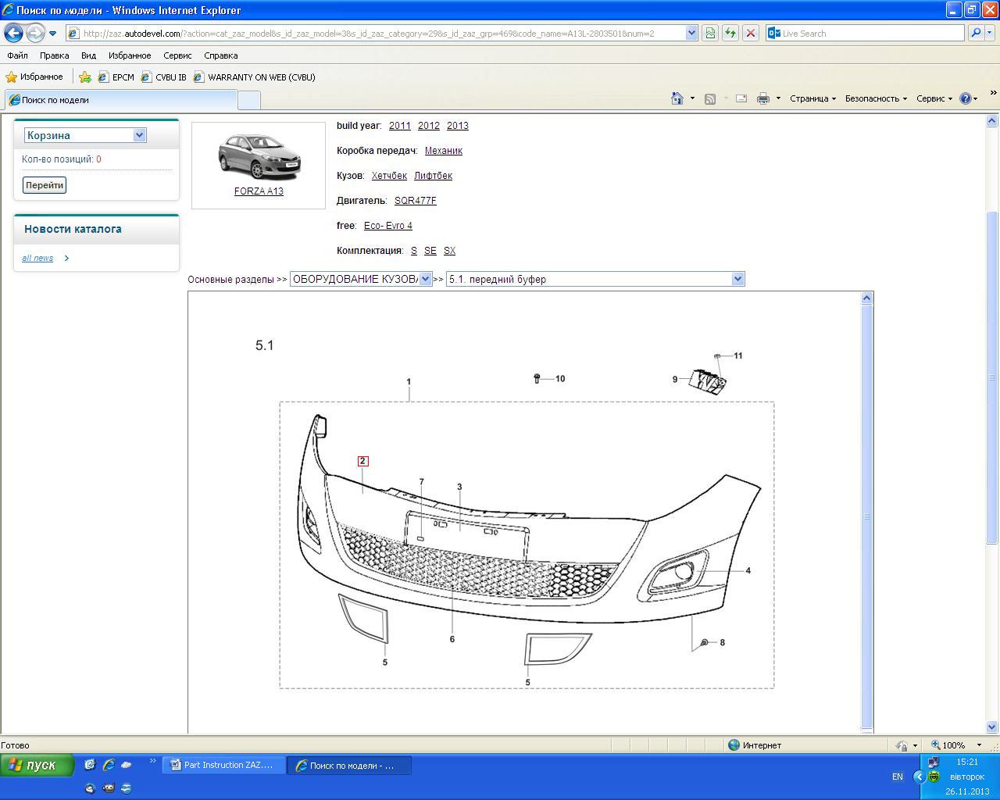 Поиск по модели - Windows Internet Explorer
http://zaz.autodevel.com/?action=cat_zaz_model&s_id_zaz_model=3&s_id_zaz_category=29&s_id_zaz_grp=469&code_name=A13L-2803501&num=2
Live Search
Файл Правка Вид Избранное Сервис Справка
Избранное EPCM CVBU IB WARRANTY ON WEB (CVBU)
Поиск по модели
Страница Безопасность Сервис
Корзина
Кол-во позиций: 0
Перейти
Новости каталога
all news
FORZA A13
build year: 2011 2012 2013
Коробка передач: Механик
Кузов: Хетчбек Лифтбек
Двигатель: SQR477F
free: Eco- Evro 4
Комплектация: S SE SX
Основные разделы >> ОБОРУДОВАНИЕ КУЗОВА >> 5.1. передний буфер
5.1
11
1
10
9
2
7
3
4
6
8
5
5
Готово
Интернет
100%
пуск
Part Instruction ZAZ....
Поиск по модели - ...
EN
15:21
вівторок
26.11.2013